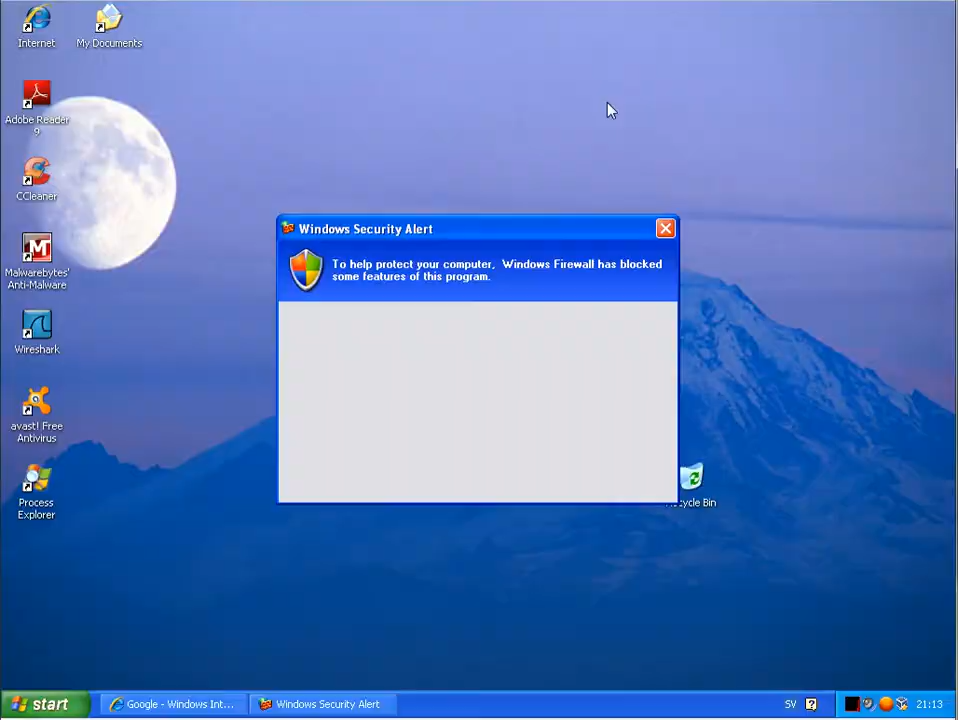 Internet
My Documents
Adobe Reader
9
CCleaner
Malwarebytes'
Anti-Malware
Wireshark
avast! Free
Antivirus
Process
Explorer
Windows Security Alert
To help protect your computer, Windows Firewall has blocked
some features of this program.
Recycle Bin
start
Google - Windows Int...
Windows Security Alert
SV
21:13